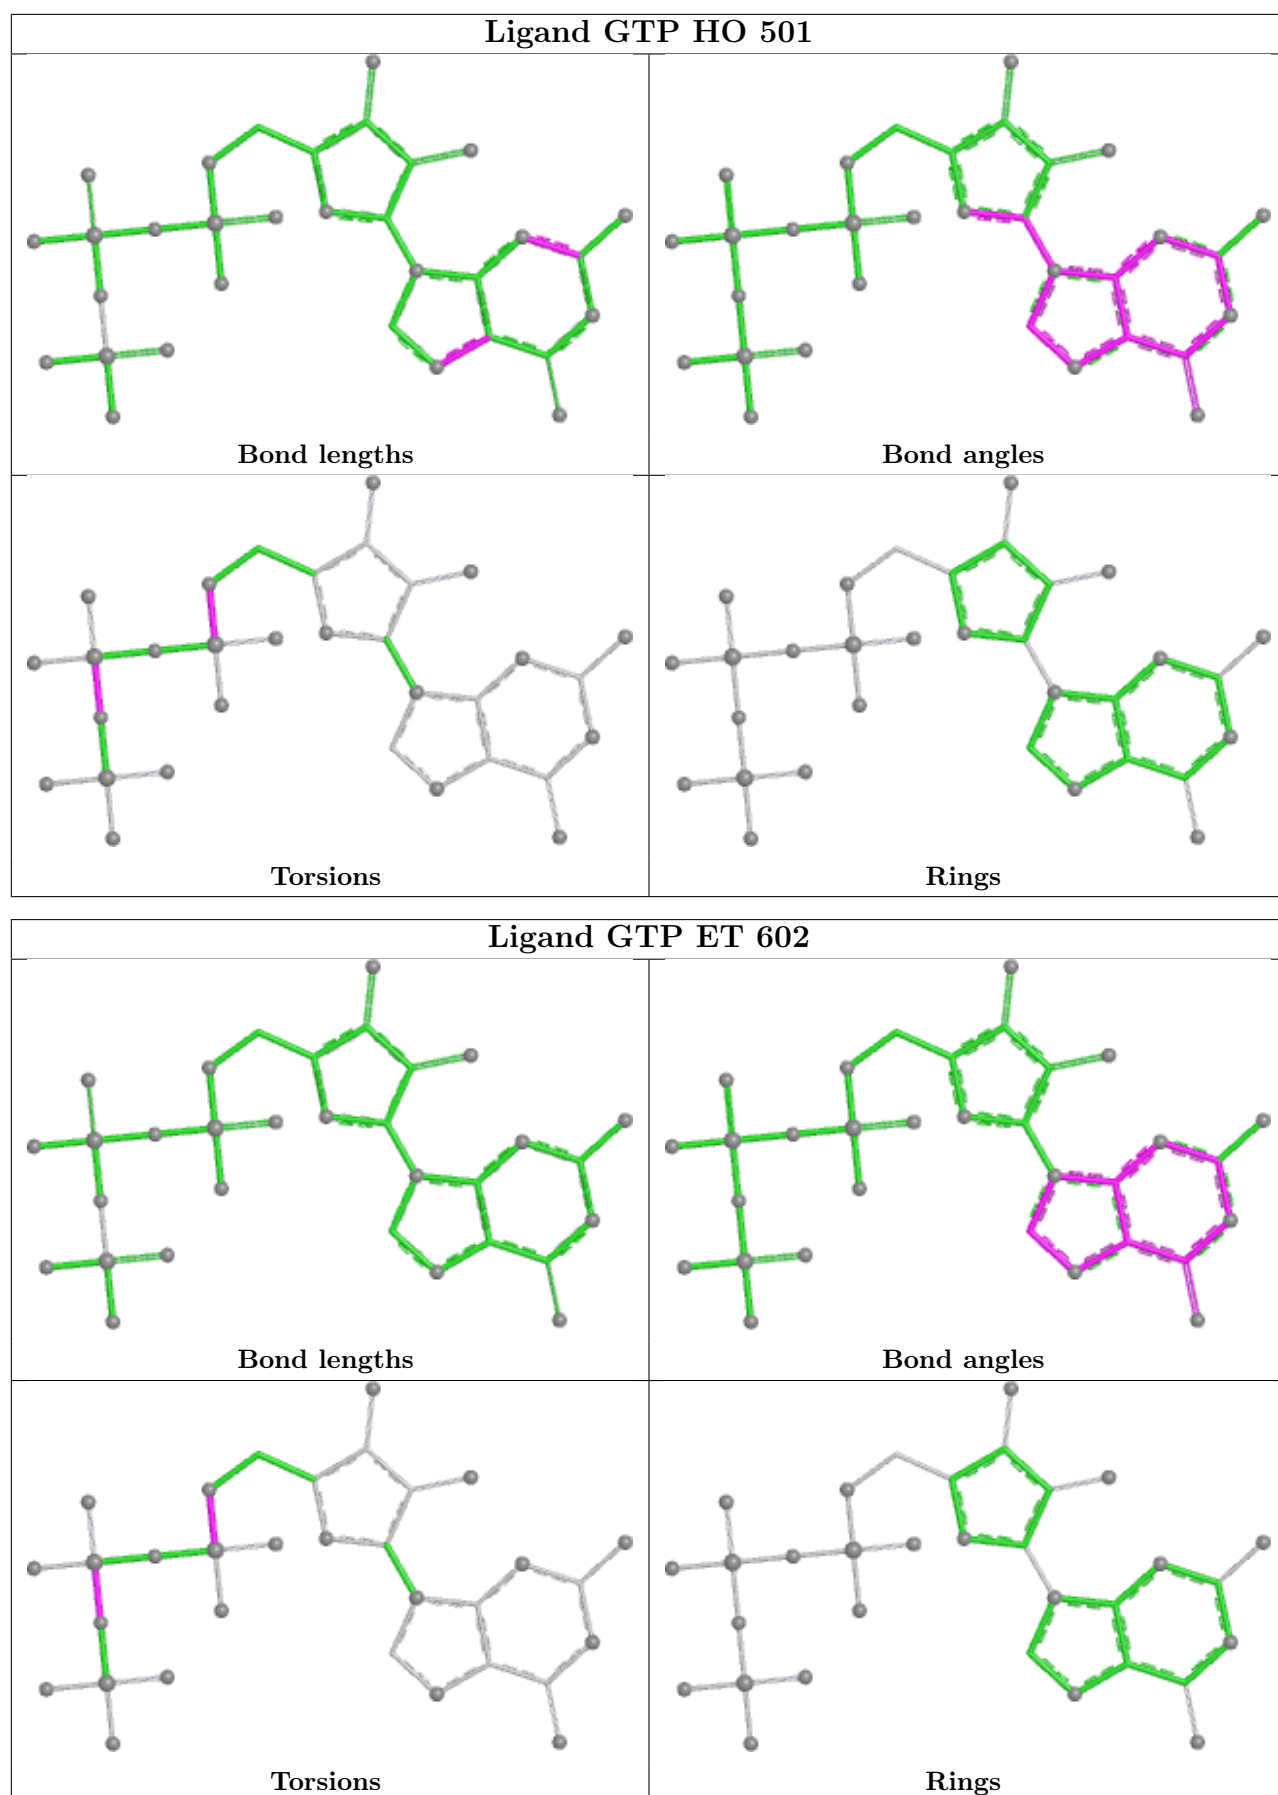 Ligand GTP HO 501
Bond lengths
Bond angles
Torsions
Rings
Ligand GTP ET 602
Bond lengths
Bond angles
Torsions
Rings